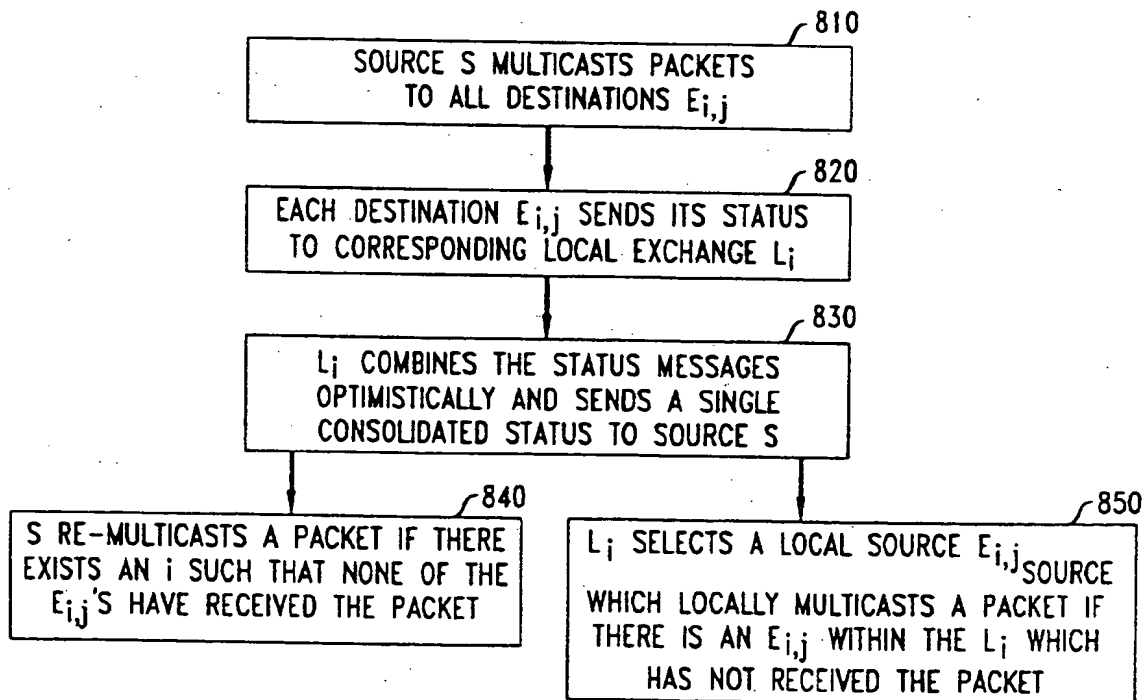 810
SOURCE S MULTICASTS PACKETS
TO ALL DESTINATIONS Ei,j
820
EACH DESTINATION Ei,j SENDS ITS STATUS
TO CORRESPONDING LOCAL EXCHANGE Li
830
Li COMBINES THE STATUS MESSAGES
OPTIMISTICALLY AND SENDS A SINGLE
CONSOLIDATED STATUS TO SOURCE S
840
S RE-MULTICASTS A PACKET IF THERE
EXISTS AN i SUCH THAT NONE OF THE
Ei,j'S HAVE RECEIVED THE PACKET
850
Li SELECTS A LOCAL SOURCE Ei,jSOURCE
WHICH LOCALLY MULTICASTS A PACKET IF
THERE IS AN Ei,j WITHIN THE Li WHICH
HAS NOT RECEIVED THE PACKET